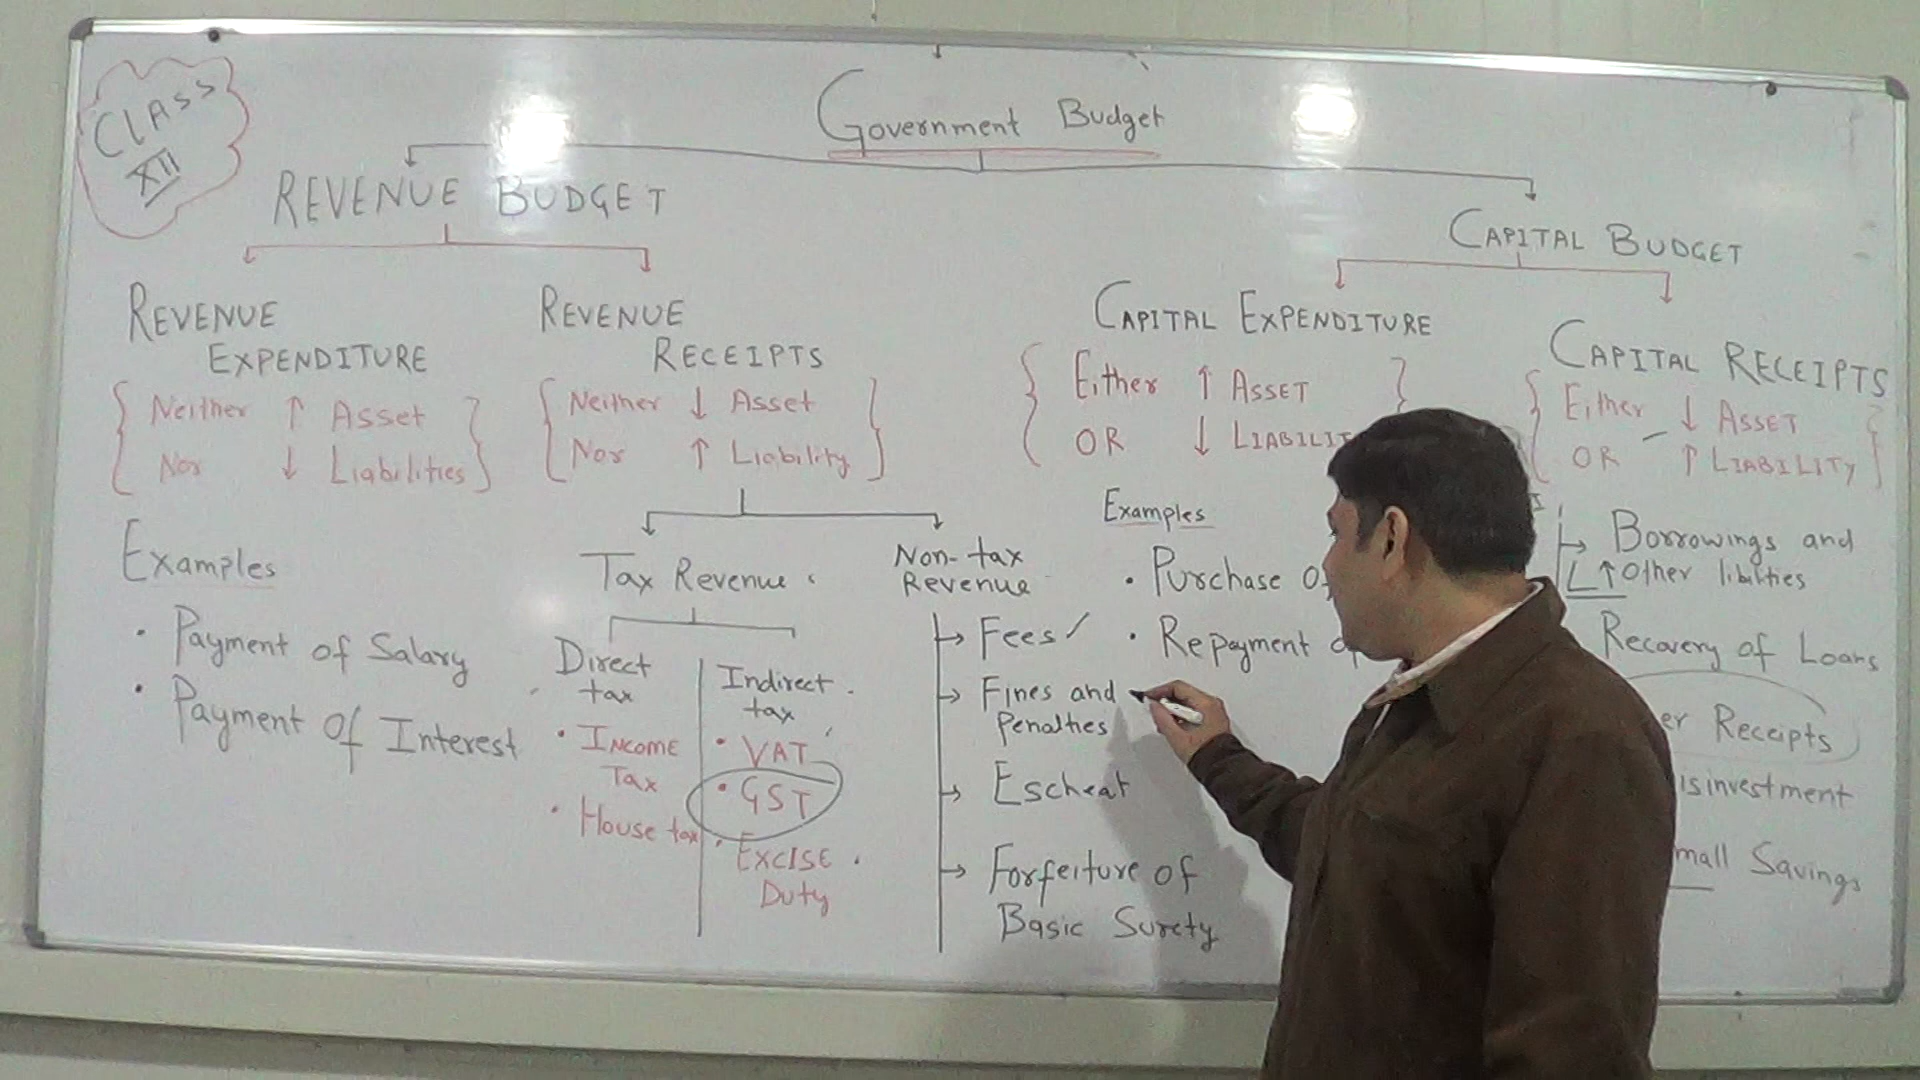 CLASS
XII
Government Budget
REVENUE BUDGET
CAPITAL BUDGET
REVENUE
EXPENDITURE
{ Neither ↑ Asset }
{ Nor ↓ Liabilities }
Examples
• Payment of Salary
• Payment of Interest
REVENUE
RECEIPTS
{ Neither ↓ Asset }
{ Nor ↑ Liability }
Tax Revenue
Direct
tax
• INCOME
TAX
• House tax
Indirect
tax
• VAT
• GST
• EXCISE
DUTY
Non-tax
Revenue
→ Fees
→ Fines and
Penalties
→ Escheat
→ Forfeiture of
Basic Surety
CAPITAL EXPENDITURE
{ Either ↑ ASSET }
OR ↓
Examples
• Purchase
• Repayment
CAPITAL RECEIPTS
{ Either ↓ ASSET }
OR ↑ LIABILITY
→ Borrowings and
↑ Other libilties
Recovery of Loans
Receipts
Savings